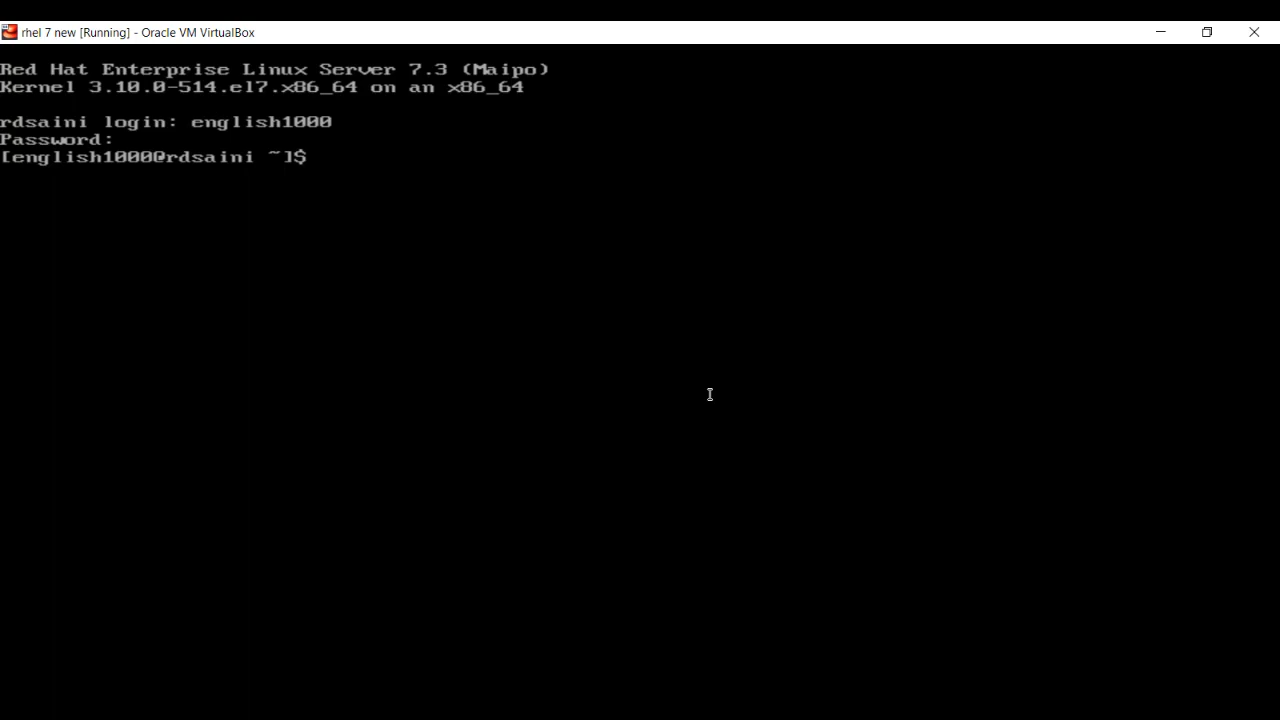 rhel 7 new [Running] - Oracle VM VirtualBox
Red Hat Enterprise Linux Server 7.3 (Maipo)
Kernel 3.10.0-514.el7.x86_64 on an x86_64
rdsaini login: english1000
Password:
[english1000@rdsaini ~]$